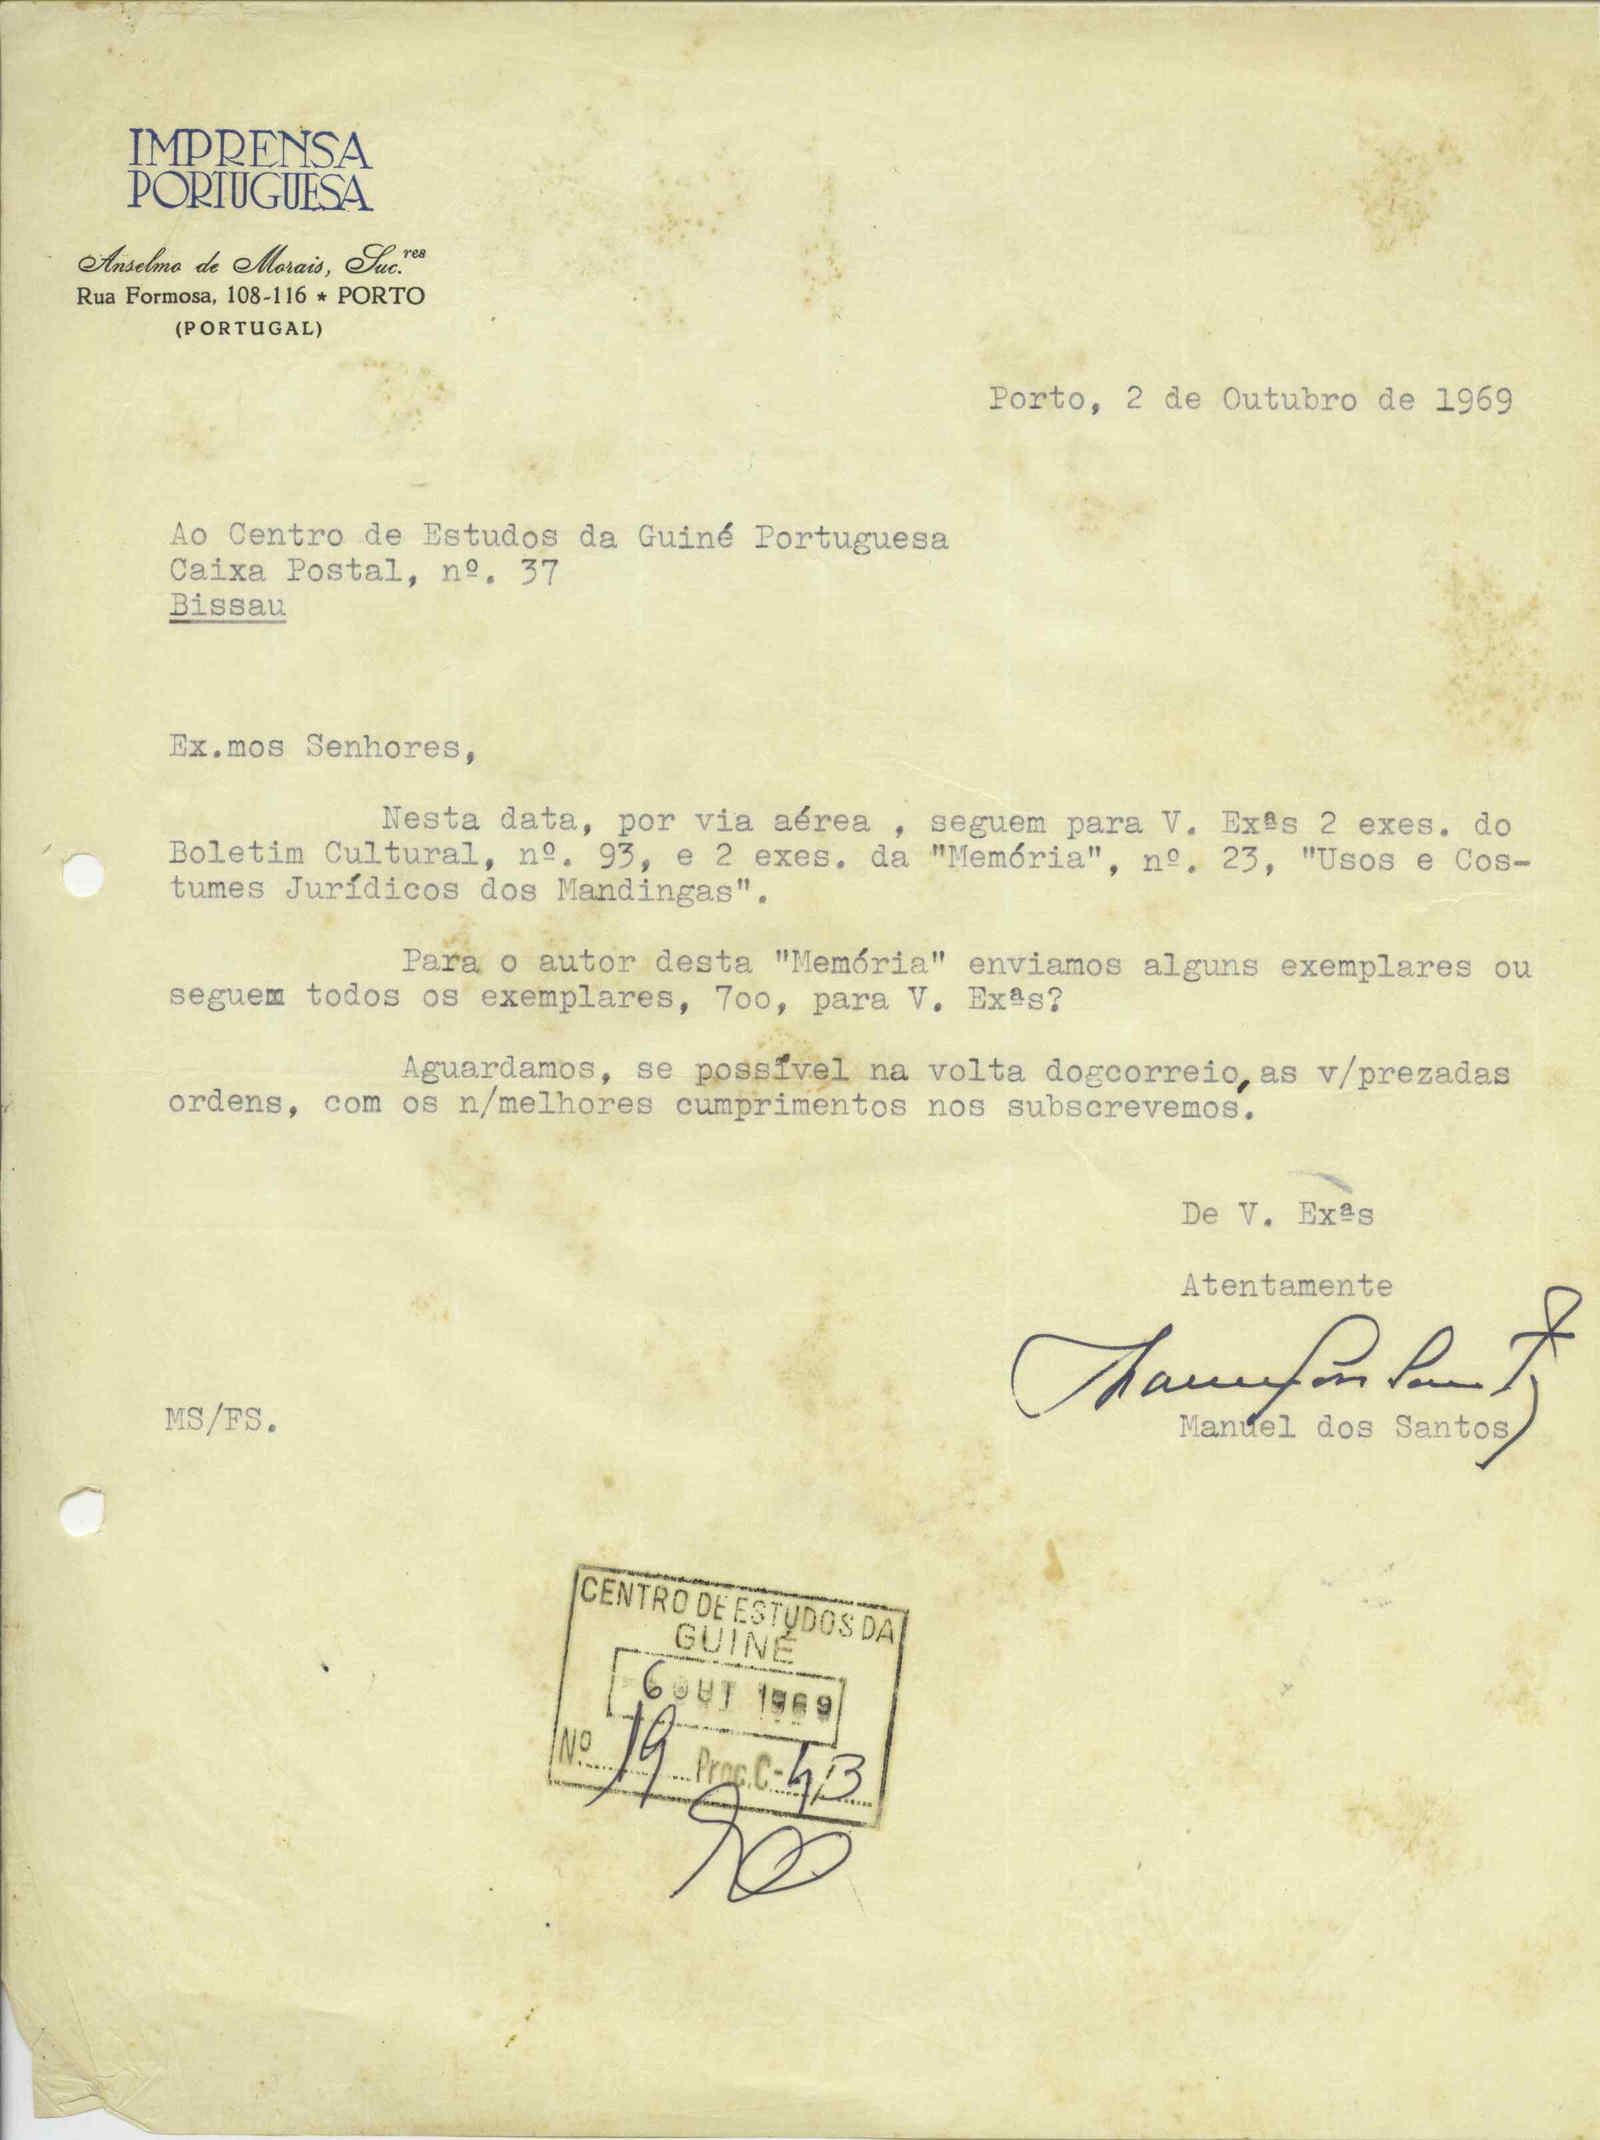 IMPRENSA
PORTUGUESA
Anselmo de Morais, Suc.res
Rua Formosa, 108-116 * PORTO
(PORTUGAL)
Porto, 2 de Outubro de 1969
Ao Centro de Estudos da Guiné Portuguesa
Caixa Postal, nº. 37
Bissau
Ex.mos Senhores,
Nesta data, por via aérea , seguem para V. Exªs 2 exes. do
Boletim Cultural, nº. 93, e 2 exes. da "Memória", nº. 23, "Usos e Cos-
tumes Jurídicos dos Mandingas".
Para o autor desta "Memória" enviamos alguns exemplares ou
seguem todos os exemplares, 7oo, para V. Exªs?
Aguardamos, se possível na volta dogcorreio, as v/prezadas
ordens, com os n/melhores cumprimentos nos subscrevemos.
De V. Exªs
Atentamente
Manuel dos Santos
MS/FS.
CENTRO DE ESTUDOS DA
GUINÉ
6 OUT 1969
Nº 19 Proc. C-4/3